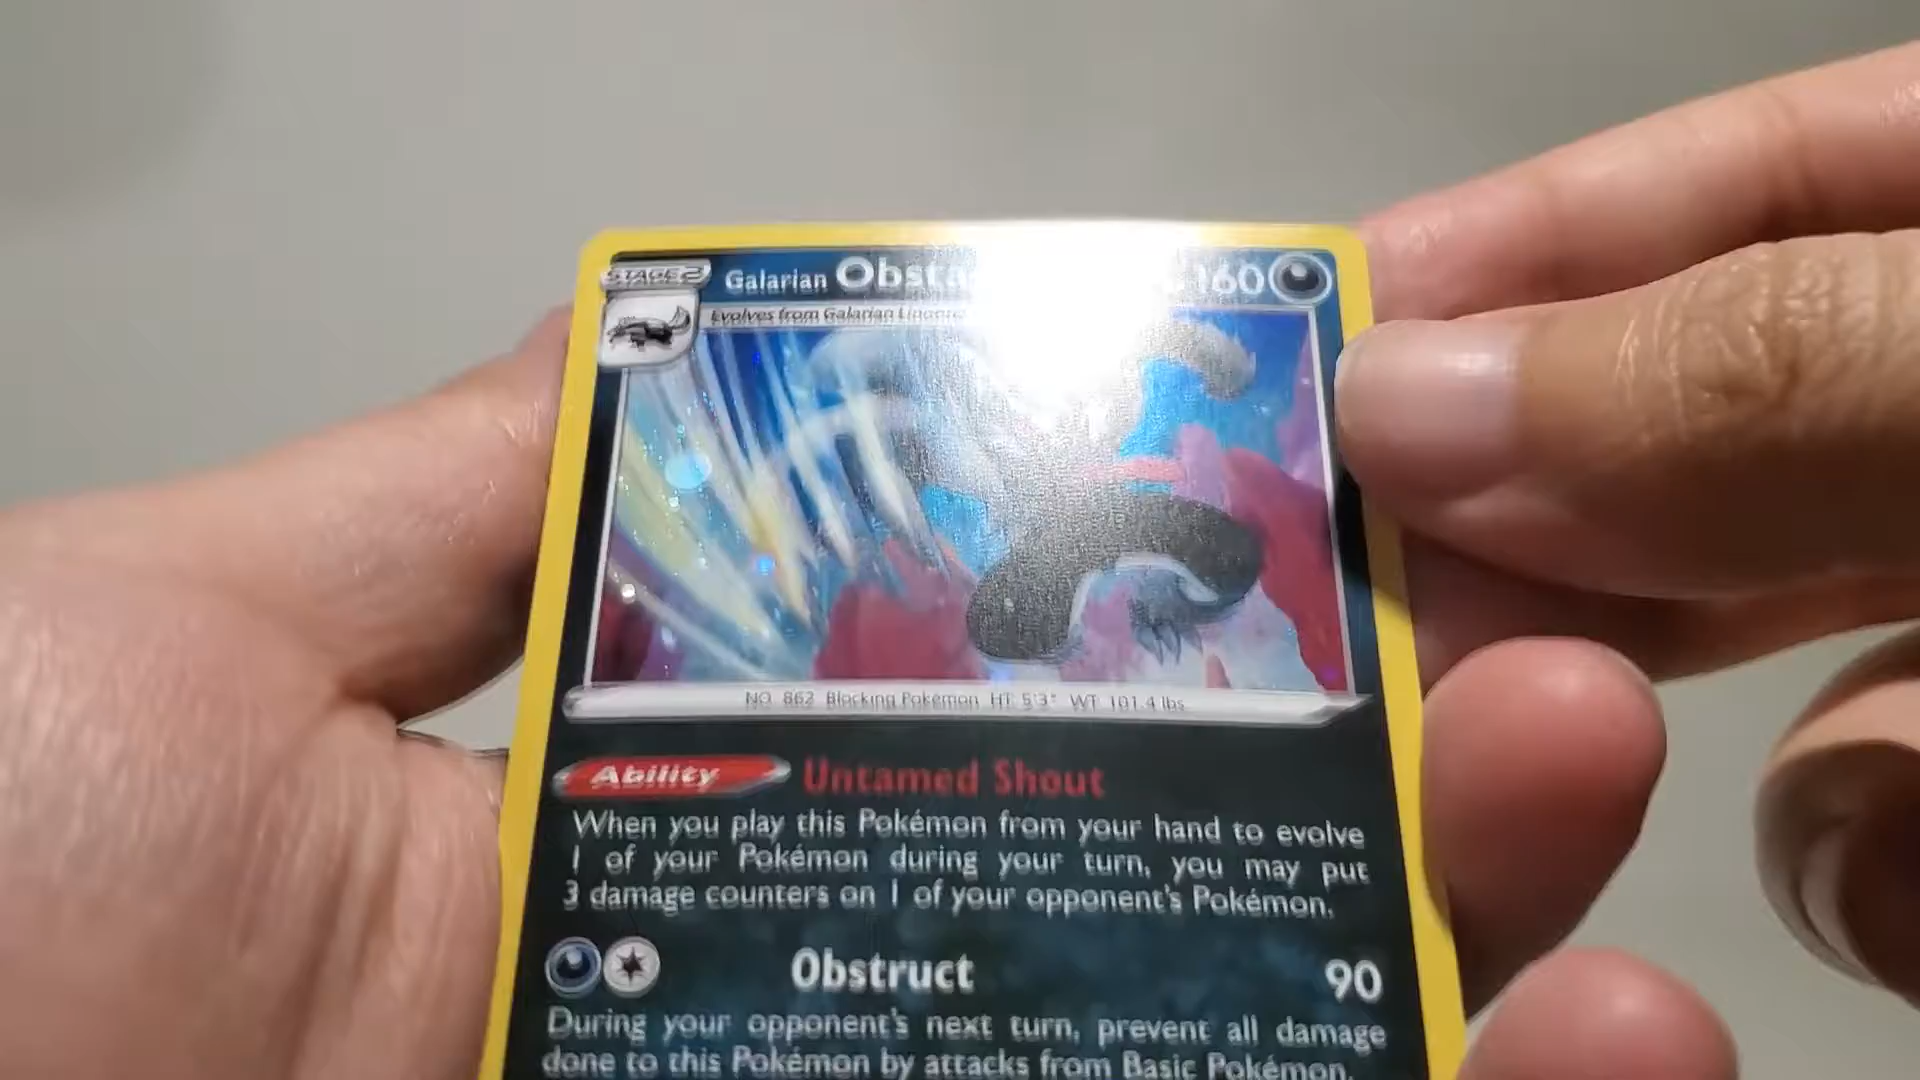 STAGE 2 Galarian Obsta 160
Evolves from Galarian
NO. 862 Blocking Pokémon HT: 5'3" WT: 101.4 lbs.
Ability Untamed Shout
When you play this Pokémon from your hand to evolve
1 of your Pokémon during your turn, you may put
3 damage counters on 1 of your opponent's Pokémon.
Obstruct 90
During your opponent's next turn, prevent all damage
done to this Pokémon by attacks from Basic Pokémon.